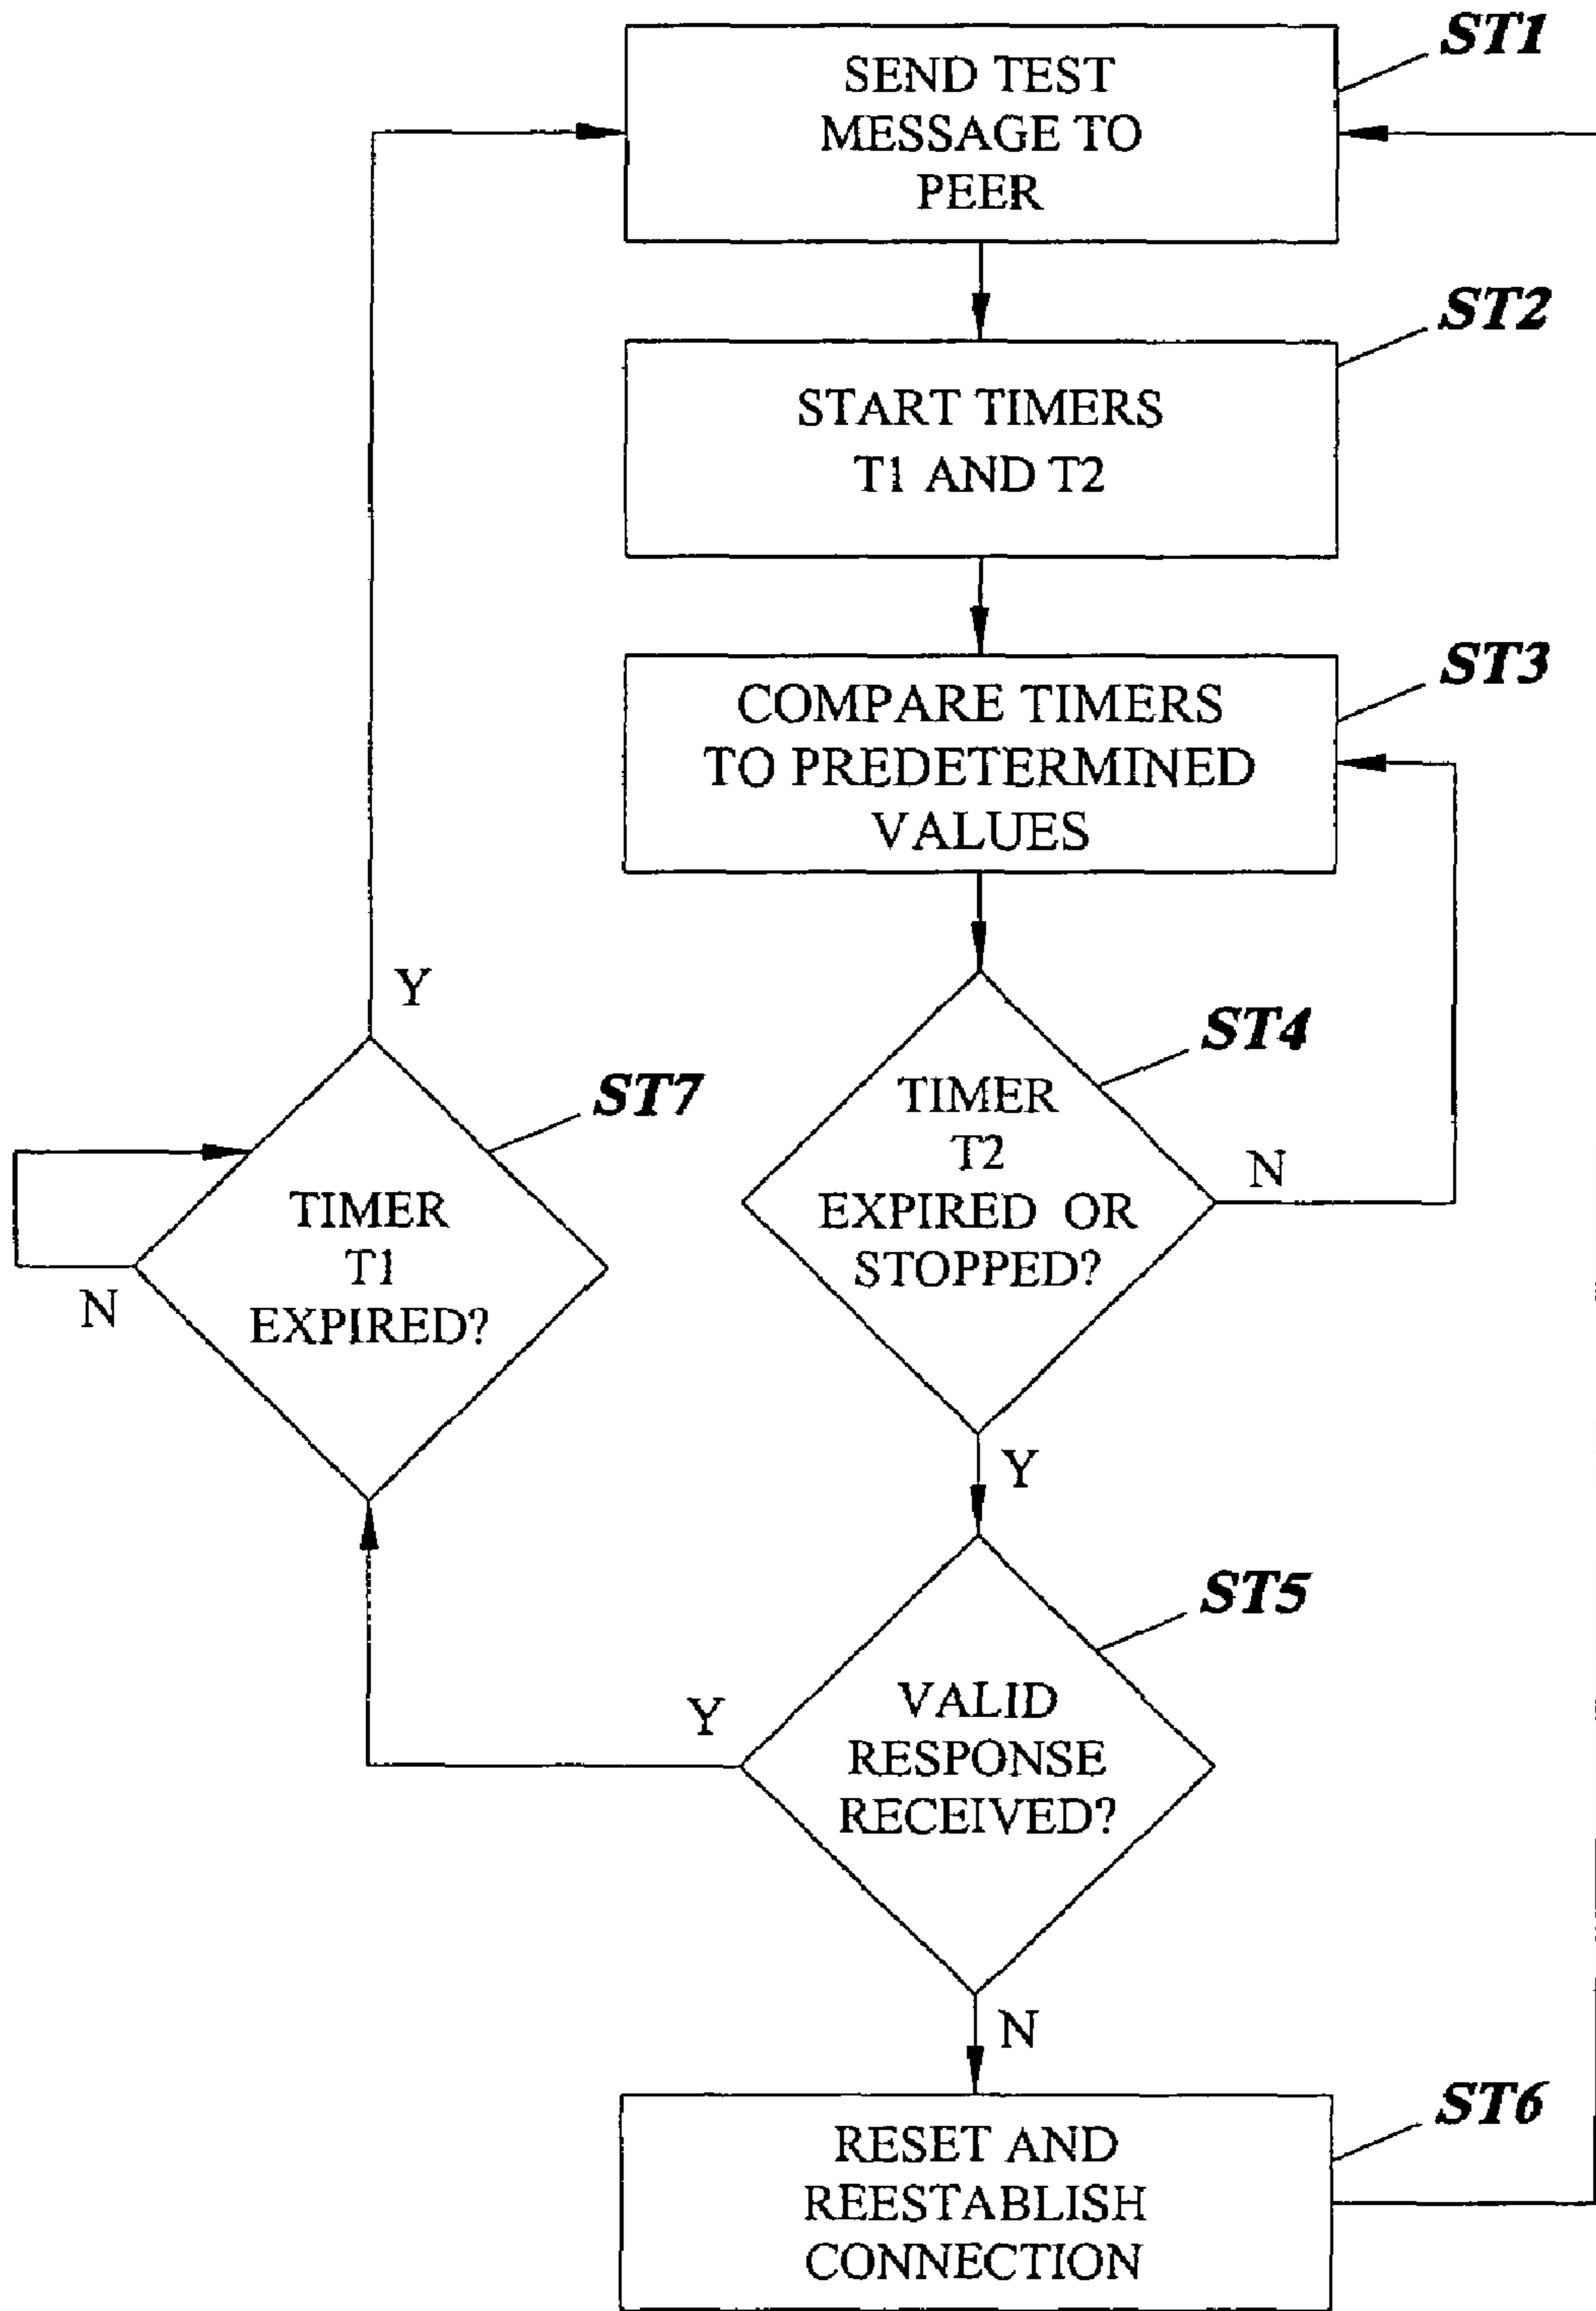 ST1
SEND TEST
MESSAGE TO
PEER
ST2
START TIMERS
T1 AND T2
ST3
COMPARE TIMERS
TO PREDETERMINED
VALUES
Y
ST4
TIMER
T2
EXPIRED OR
STOPPED?
N
ST7
TIMER
T1
EXPIRED?
N
Y
ST5
VALID
RESPONSE
RECEIVED?
Y
N
ST6
RESET AND
REESTABLISH
CONNECTION